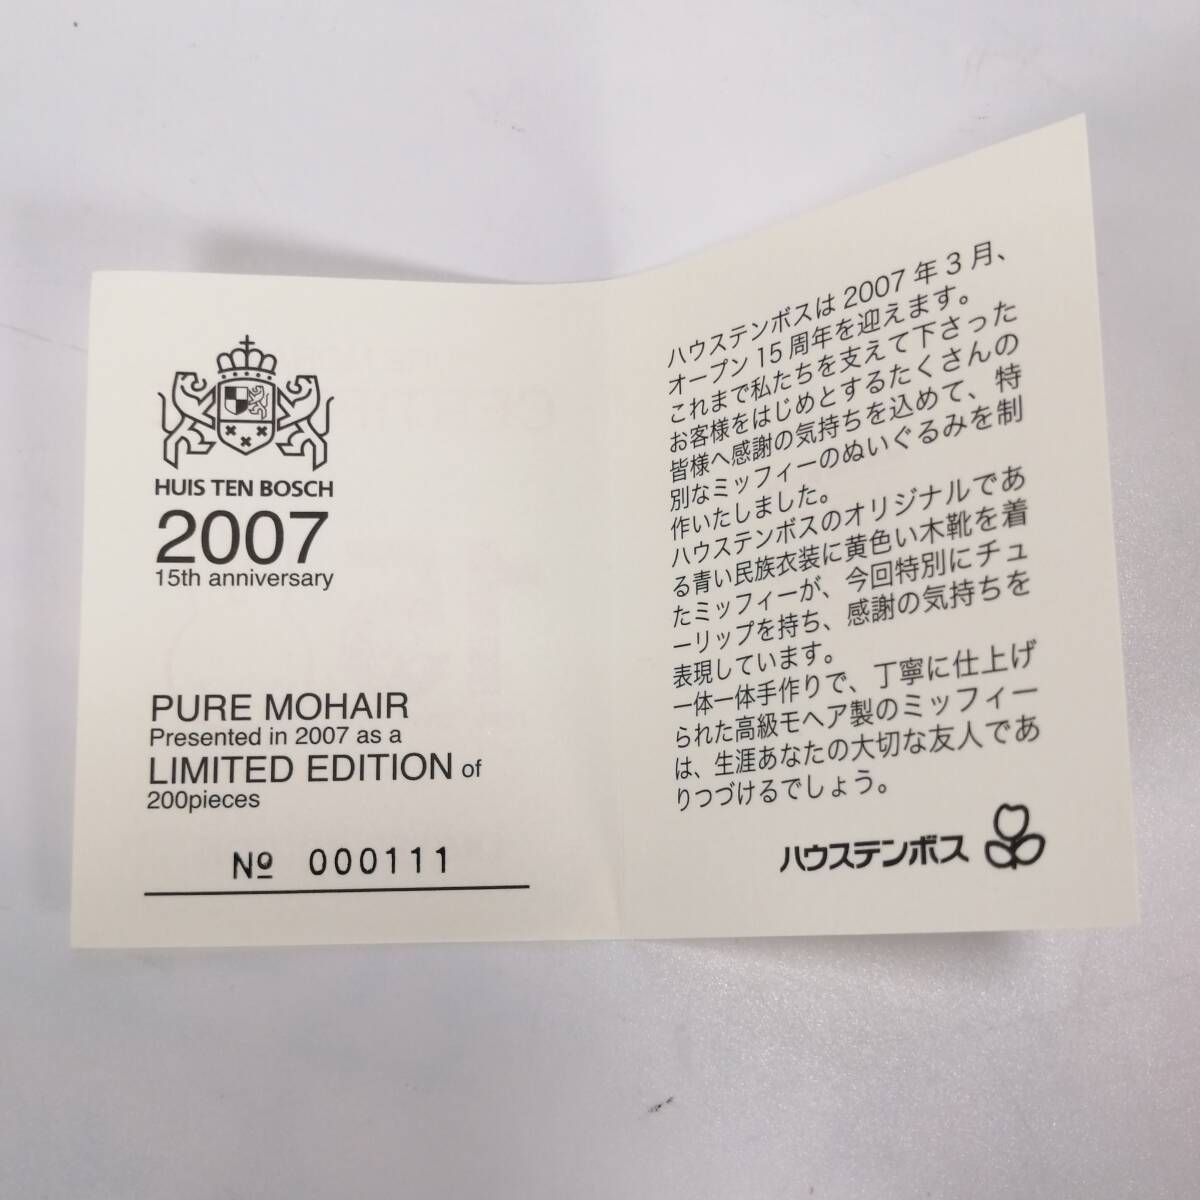 HUIS TEN BOSCH
2007
15th anniversary
PURE MOHAIR
Presented in 2007 as a
LIMITED EDITION of
200pieces
№ 000111
ハウステンボスは2007年3月、
オープン15周年を迎えます。
これまで私たちを支えて下さった
お客様をはじめとするたくさんの
皆様へ感謝の気持ちを込めて、特
別なミッフィーのぬいぐるみを制
作いたしました。
ハウステンボスのオリジナルであ
る青い民族衣装に黄色い木靴を着
たミッフィーが、今回特別にチュ
ーリップを持ち、感謝の気持ちを
表現しています。
一体一体手作りで、丁寧に仕上げ
られた高級モヘア製のミッフィー
は、生涯あなたの大切な友人であ
りつづけるでしょう。
ハウステンボス